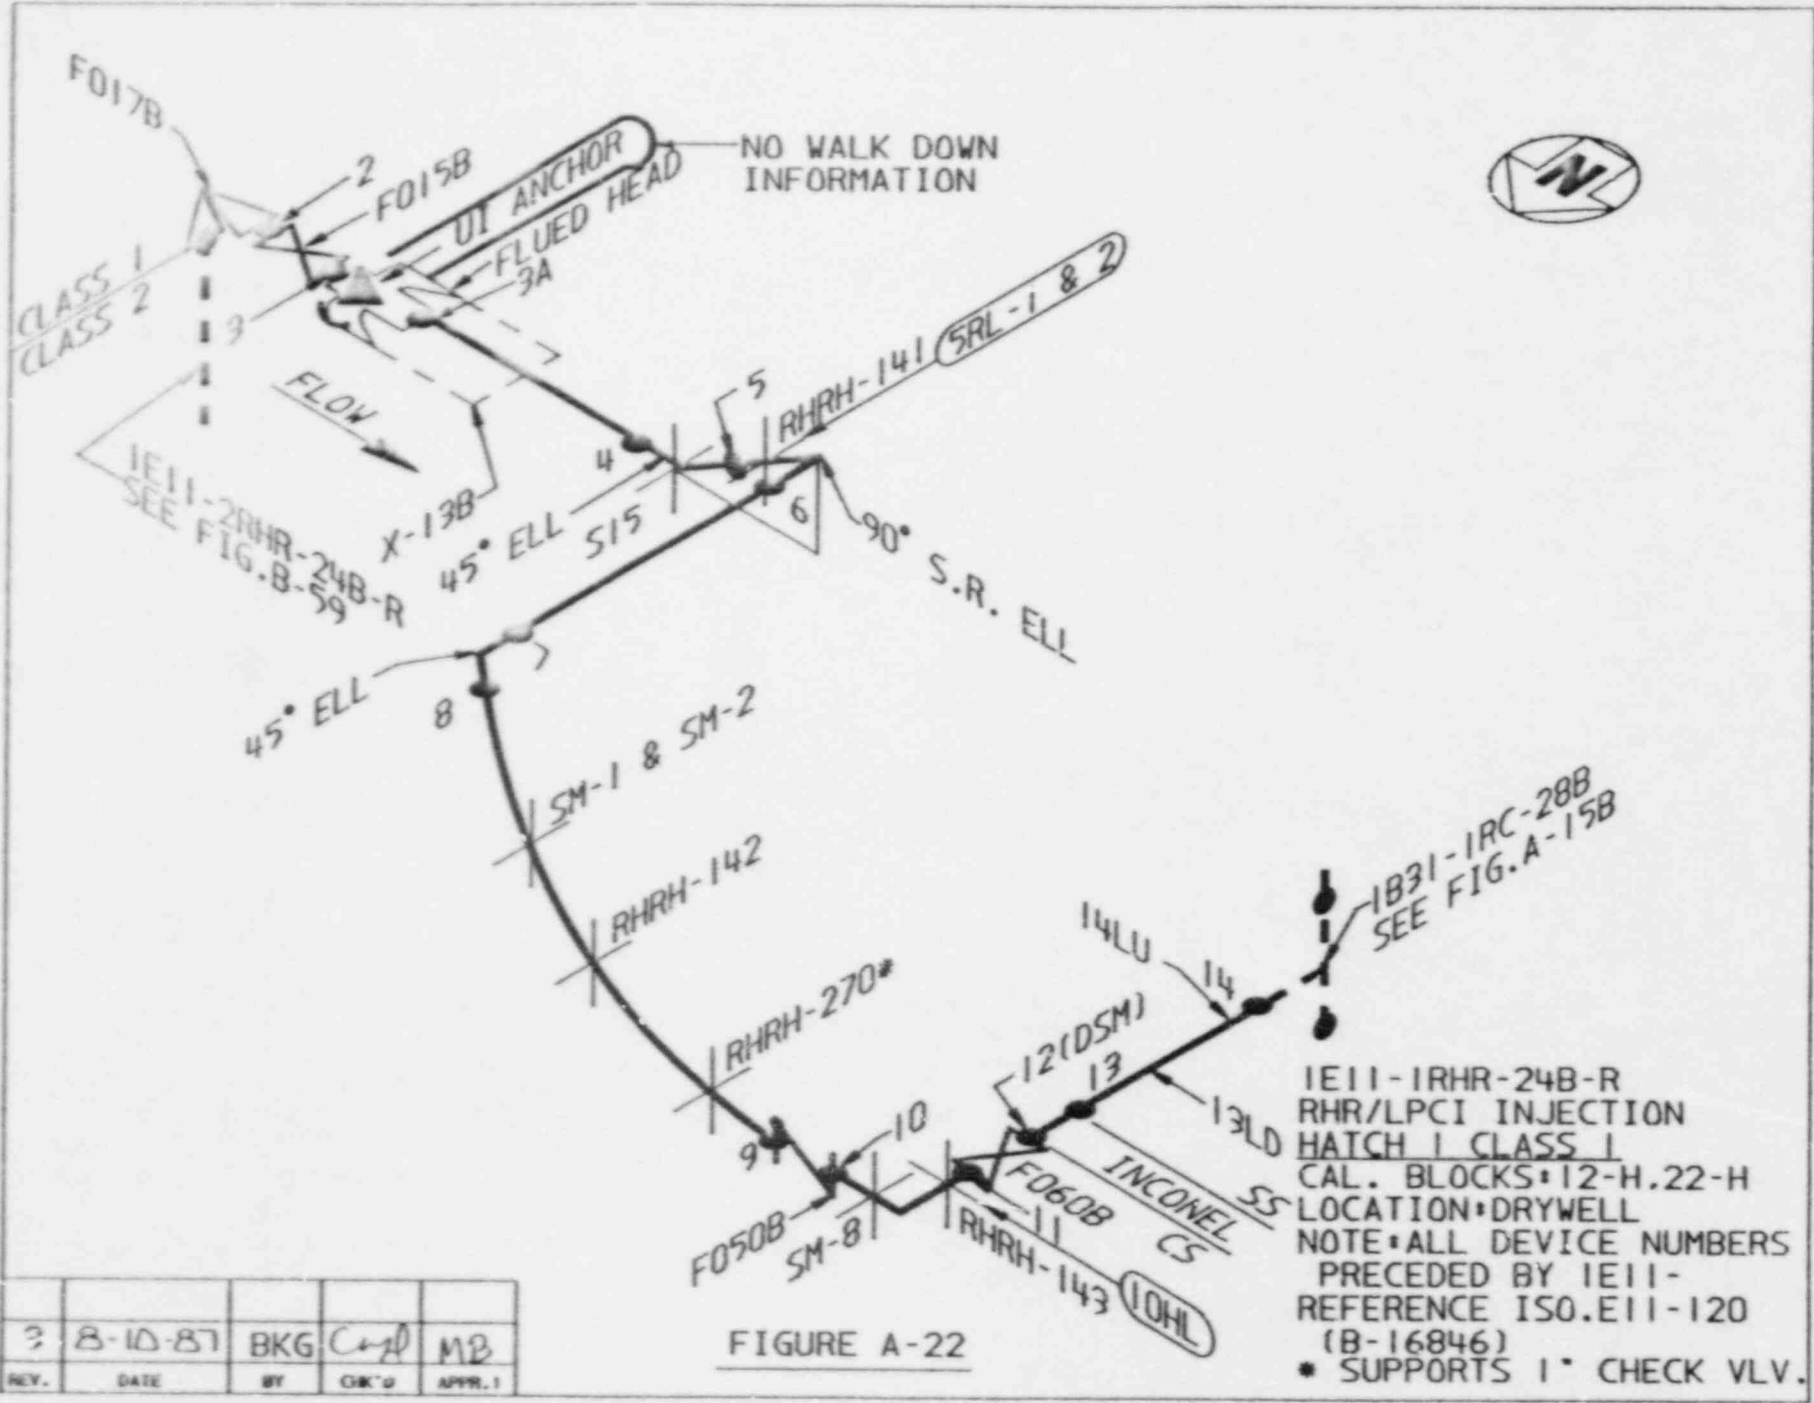 F017B
2
F015B
UI ANCHOR
FLUED HEAD
3A
NO WALK DOWN
INFORMATION
N
CLASS 1
CLASS 2
3
FLOW
1E11-2RHR-24B-R
SEE FIG.B-59
X-13B
4
5
RHRH-141
5RL-1 & 2
45° ELL
S15
6
90° S.R. ELL
7
45° ELL
8
SM-1 & SM-2
RHRH-142
RHRH-270*
9
10
F050B
SM-8
RHRH-143
10HL
11
F060B
12(DSM)
13
INCONEL
CS
SS
13LD
14LU
14
1B31-1RC-28B
SEE FIG.A-15B
1E11-1RHR-24B-R
RHR/LPCI INJECTION
HATCH 1 CLASS 1
CAL. BLOCKS:12-H.22-H
LOCATION:DRYWELL
NOTE:ALL DEVICE NUMBERS
PRECEDED BY 1E11-
REFERENCE ISO.E11-120
(B-16846)
* SUPPORTS 1" CHECK VLV.
FIGURE A-22
8-10-87 BKG MB
REV. DATE BY CHK'D APPR.1